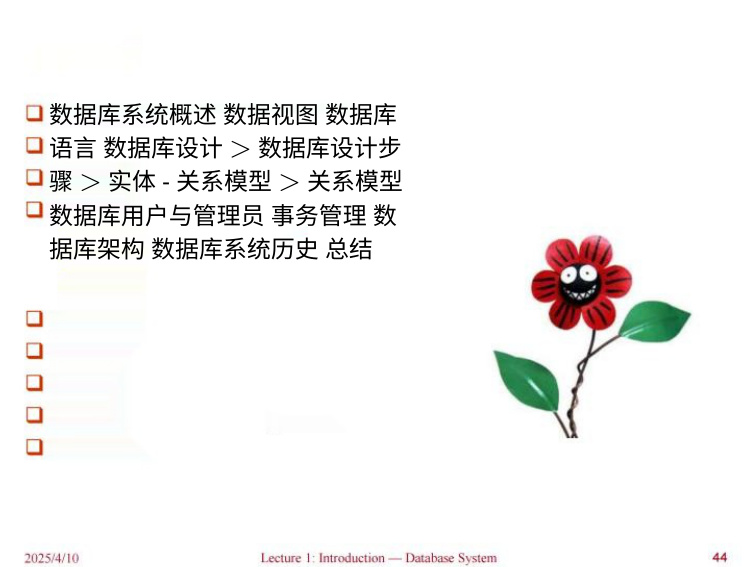 数据库系统概述 数据视图 数据库
语言 数据库设计 > 数据库设计步
骤 > 实体 - 关系模型 > 关系模型
数据库用户与管理员 事务管理 数
据库架构 数据库系统历史 总结
2025/4/10
Lecture 1: Introduction — Database System
44